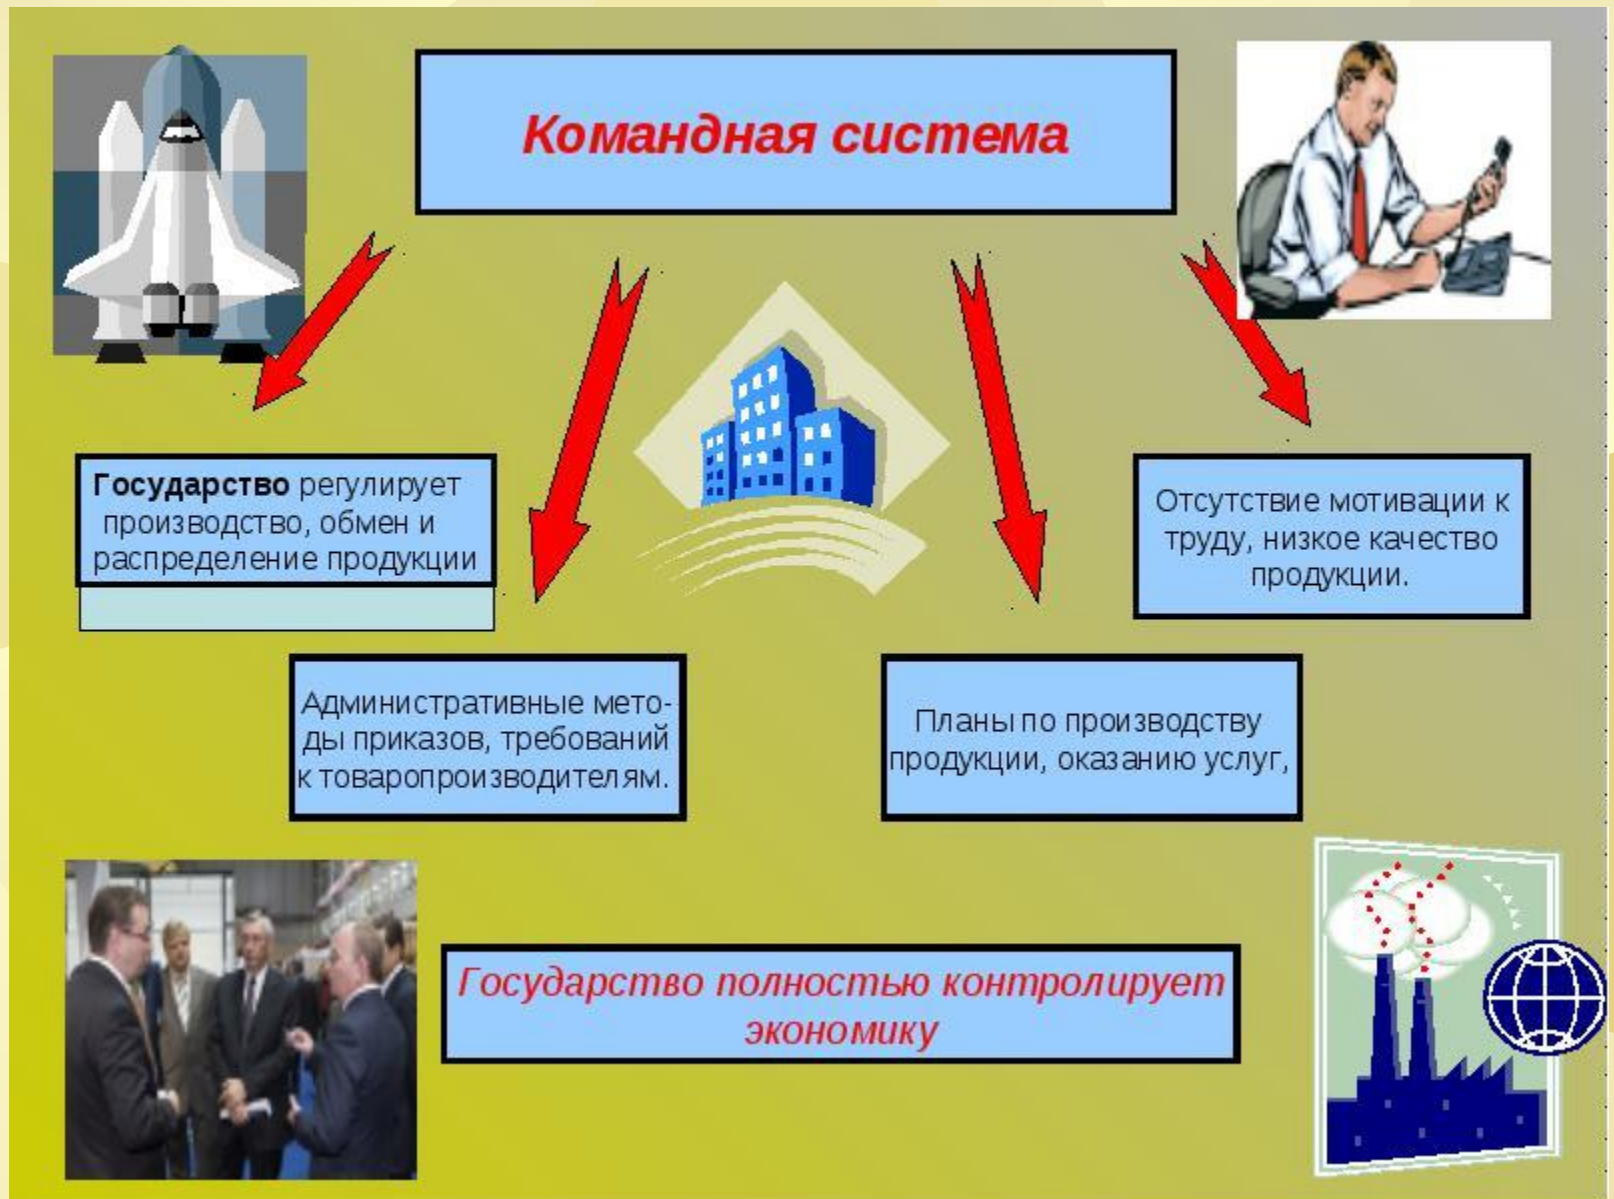 Командная система
Государство регулирует
производство, обмен и
распределение продукции
Отсутствие мотивации к
труду, низкое качество
продукции.
Административные мето-
ды приказов, требований
к товаропроизводителям.
Планы по производству
продукции, оказанию услуг,
Государство полностью контролирует
экономику